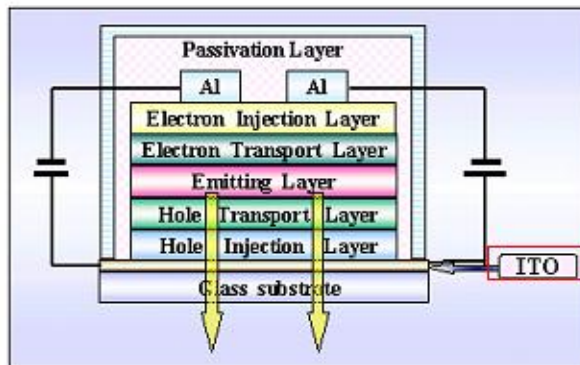 Passivation Layer
Al Al
Electron Injection Layer
Electron Transport Layer
Emitting Layer
Hole Transport Layer
Hole Injection Layer
ITO
Glass substrate